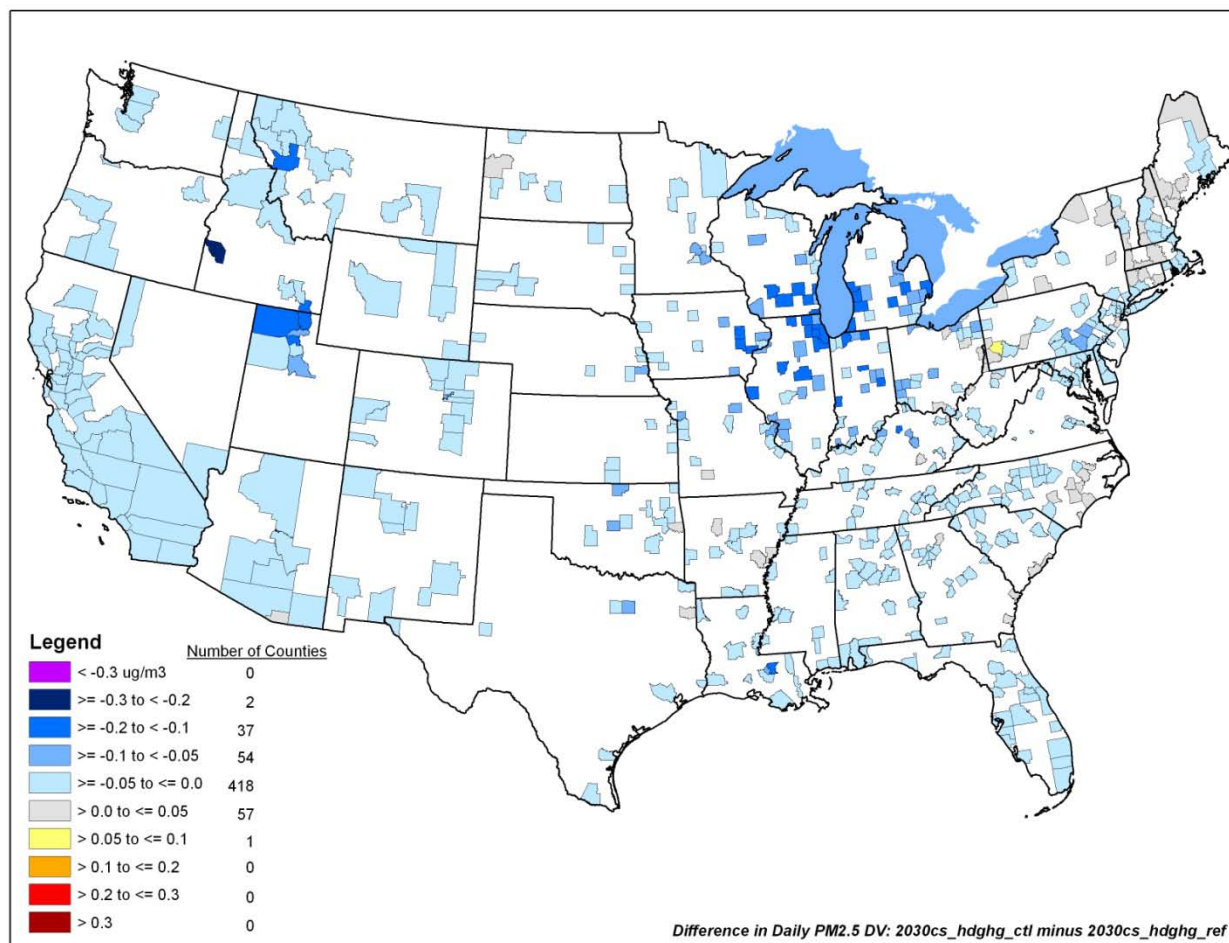 Legend
Number of Counties
< -0.3 ug/m3 0
>= -0.3 to < -0.2 2
>= -0.2 to < -0.1 37
>= -0.1 to < -0.05 54
>= -0.05 to <= 0.0 418
> 0.0 to <= 0.05 57
> 0.05 to <= 0.1 1
> 0.1 to <= 0.2 0
> 0.2 to <= 0.3 0
> 0.3 0
Difference in Daily PM2.5 DV: 2030cs_hdghg_ctl minus 2030cs_hdghg_ref